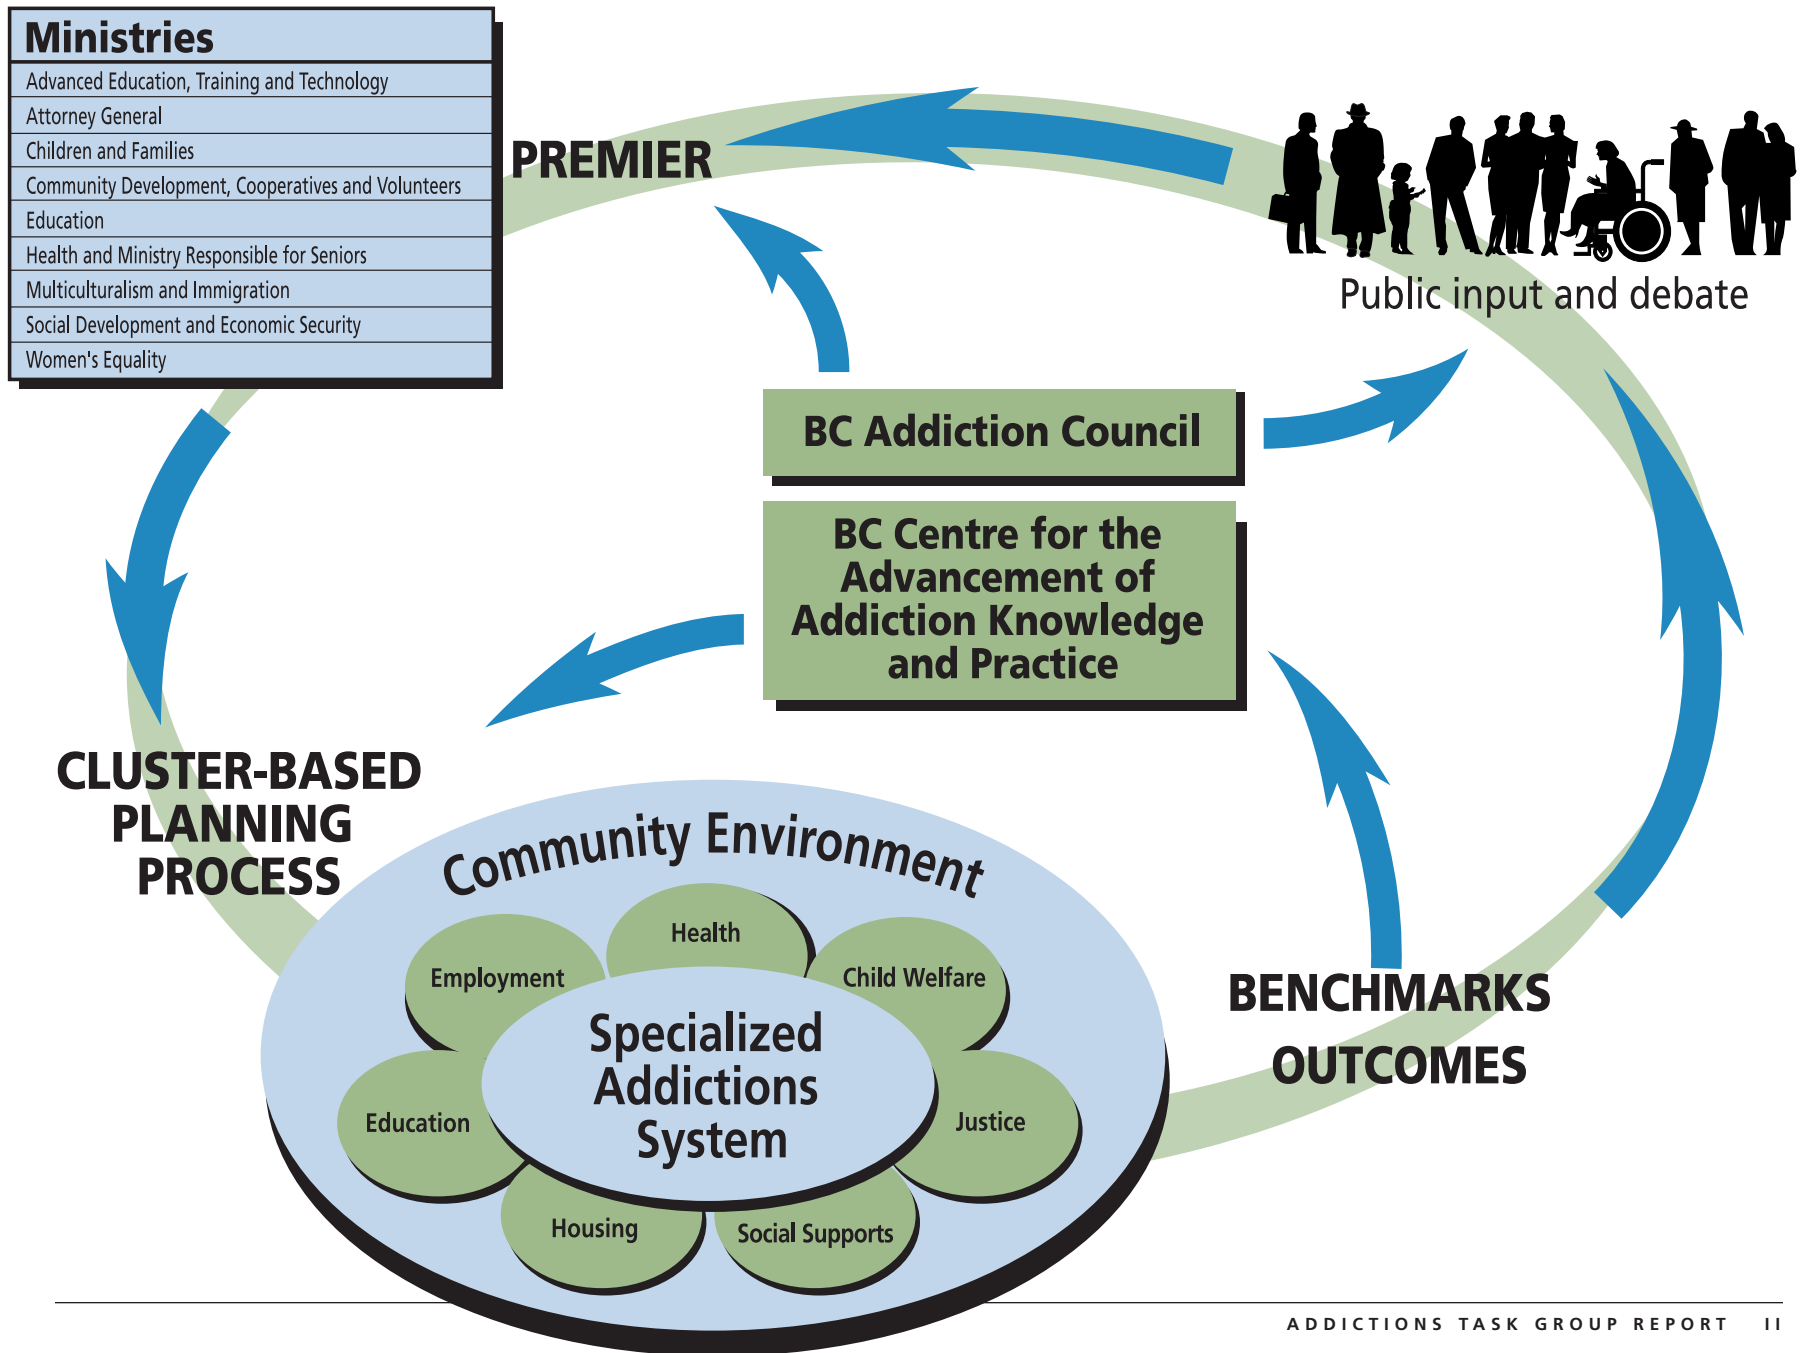 Ministries
Advanced Education, Training and Technology
Attorney General
Children and Families
Community Development, Cooperatives and Volunteers
Education
Health and Ministry Responsible for Seniors
Multiculturalism and Immigration
Social Development and Economic Security
Women's Equality
PREMIER
Public input and debate
BC Addiction Council
BC Centre for the
Advancement of
Addiction Knowledge
and Practice
CLUSTER-BASED
PLANNING
PROCESS
Community Environment
Health
Employment
Child Welfare
Specialized
Addictions
System
Education
Justice
Housing
Social Supports
BENCHMARKS
OUTCOMES
ADDICTIONS TASK GROUP REPORT II